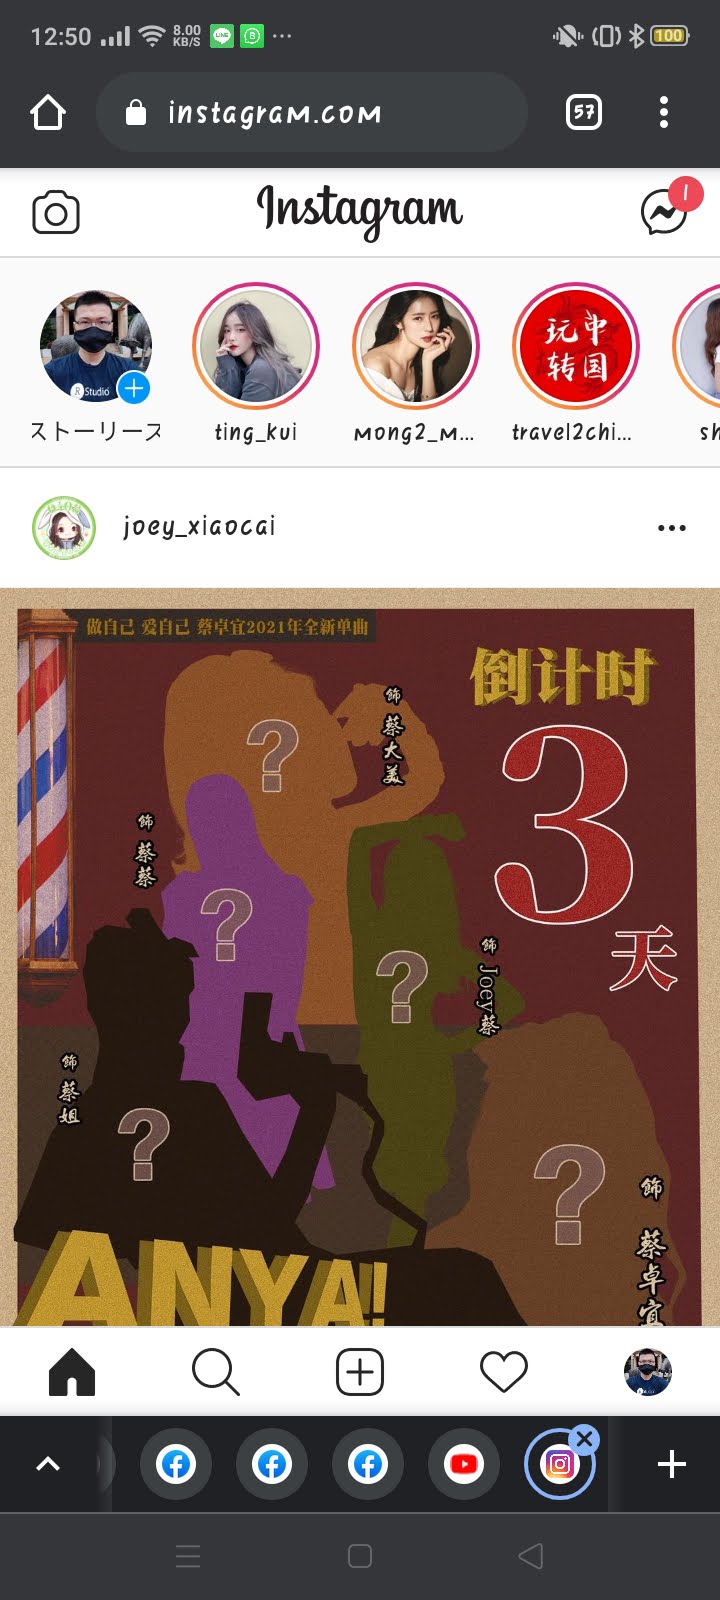 12:50
8.00
KB/S
LINE
B
100
instagram.com
57
Instagram
1
R Studio
玩中
转国
ストーリーズ
ting_kui
mong2_m...
travel2chi...
sh
joey_xiaocai
做自己 爱自己 蔡卓宜2021年全新单曲
倒计时
3
天
?
飾 蔡大美
飾 蔡蔡
?
?
飾 Joey蔡
飾 蔡姐
?
?
飾 蔡卓宜
ANYA!